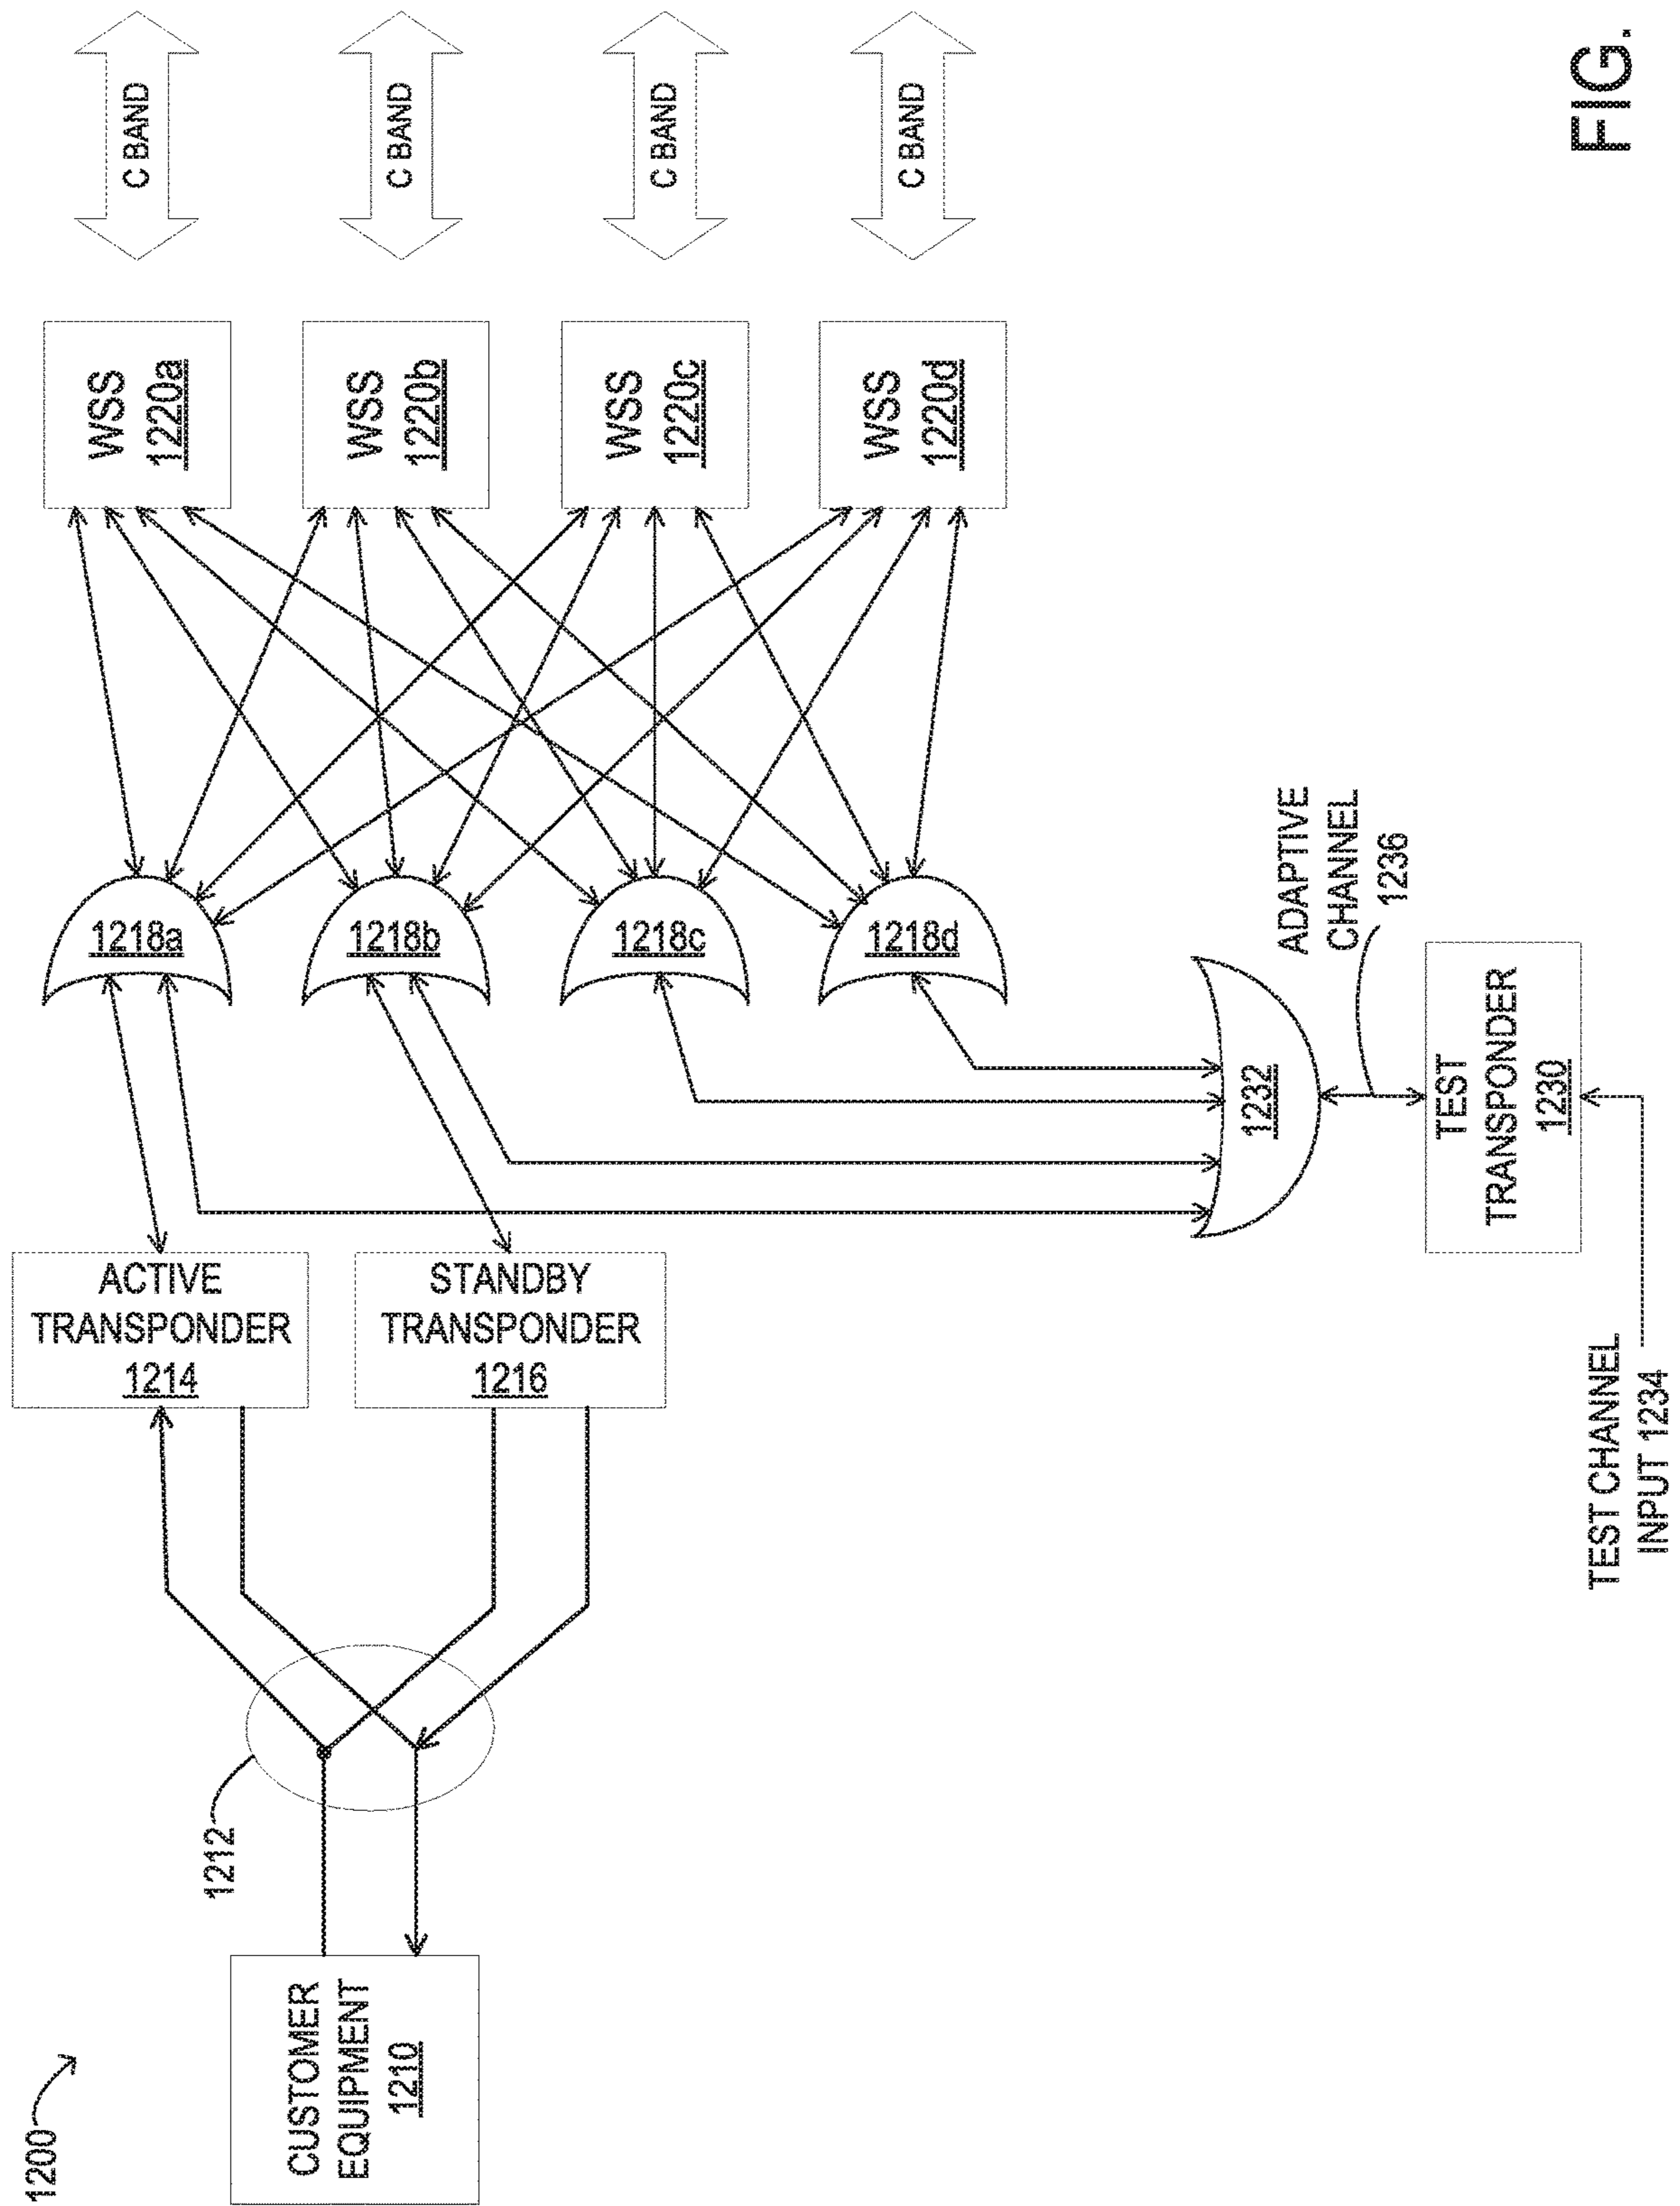 1200
CUSTOMER
EQUIPMENT
1210
1212
ACTIVE
TRANSPONDER
1214
STANDBY
TRANSPONDER
1216
1218a
1218b
1218c
1218d
WSS
1220a
WSS
1220b
WSS
1220c
WSS
1220d
C BAND
C BAND
C BAND
C BAND
1232
ADAPTIVE
CHANNEL
1236
TEST
TRANSPONDER
1230
TEST CHANNEL
INPUT 1234
FIG.